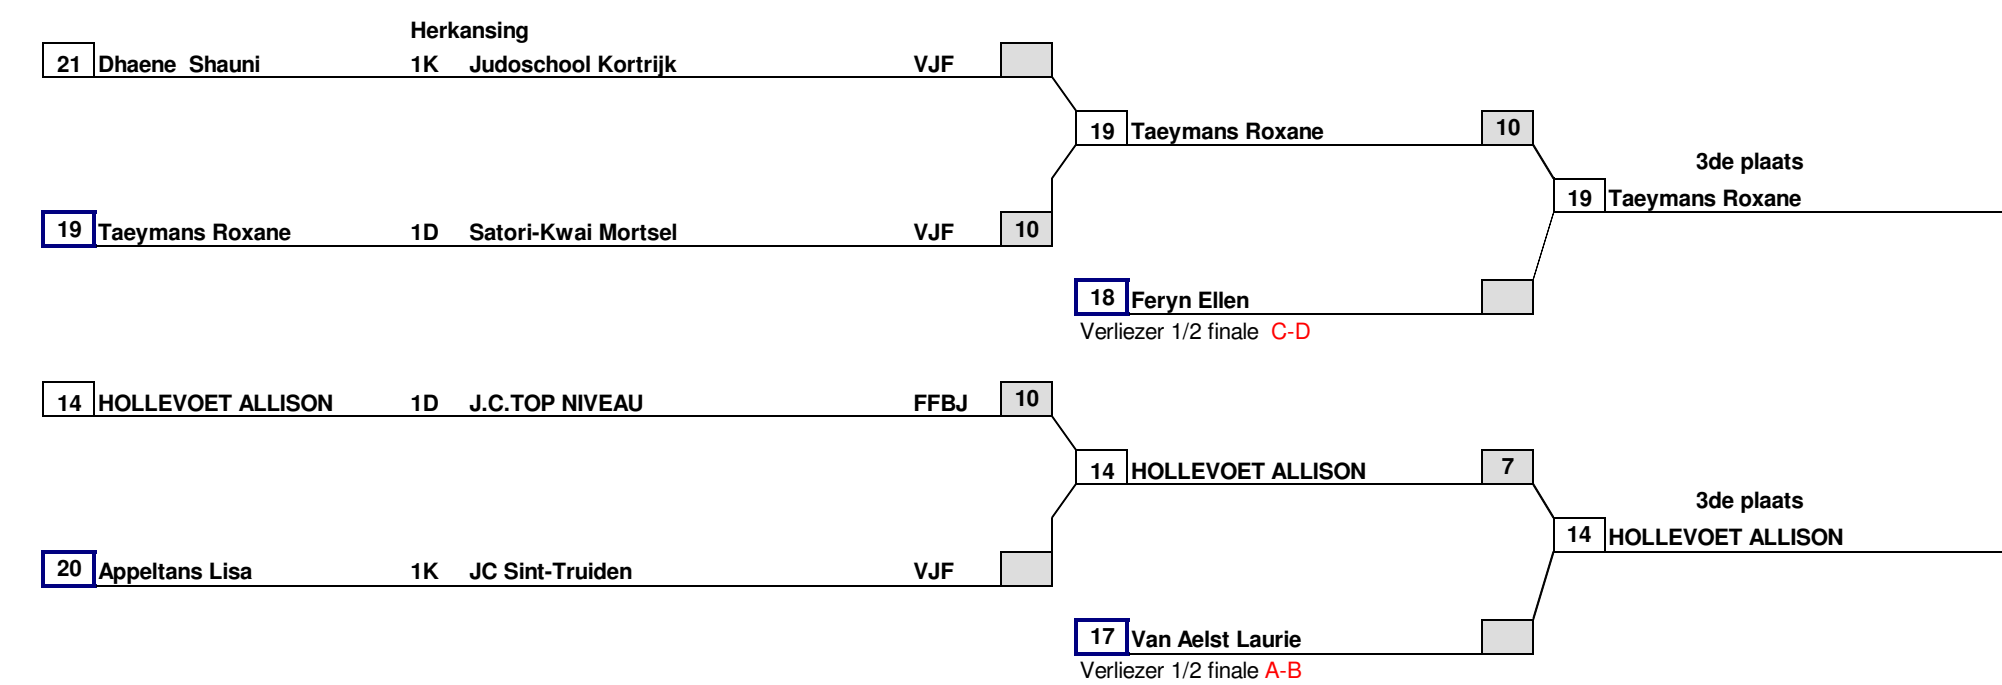 Herkansing
21 Dhaene  Shauni 1K Judoschool Kortrijk VJF
19 Taeymans Roxane 10
3de plaats
19 Taeymans Roxane
19 Taeymans Roxane 1D Satori-Kwai Mortsel VJF 10
18 Feryn Ellen
Verliezer 1/2 finale  C-D
14 HOLLEVOET ALLISON 1D J.C.TOP NIVEAU FFBJ 10
14 HOLLEVOET ALLISON 7
3de plaats
14 HOLLEVOET ALLISON
20 Appeltans Lisa 1K JC Sint-Truiden VJF
17 Van Aelst Laurie
Verliezer 1/2 finale A-B